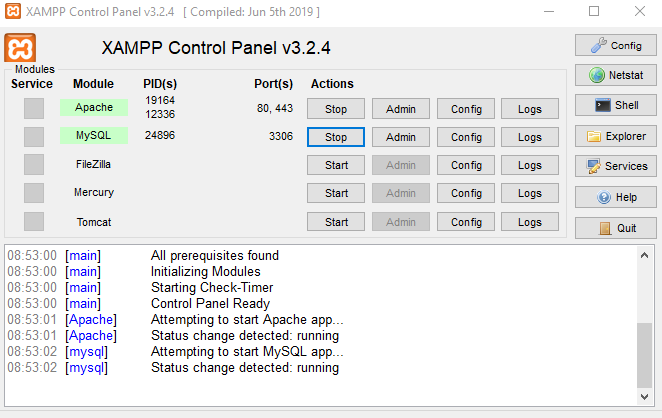 XAMPP Control Panel v3.2.4 [ Compiled: Jun 5th 2019 ]
XAMPP Control Panel v3.2.4
Config
Modules
Service Module PID(s) Port(s) Actions
Netstat
Apache 19164 12336 80, 443 Stop Admin Config Logs
Shell
MySQL 24896 3306 Stop Admin Config Logs
Explorer
FileZilla Start Admin Config Logs
Services
Mercury Start Admin Config Logs
Help
Tomcat Start Admin Config Logs
Quit
08:53:00 [main] All prerequisites found
08:53:00 [main] Initializing Modules
08:53:00 [main] Starting Check-Timer
08:53:00 [main] Control Panel Ready
08:53:01 [Apache] Attempting to start Apache app...
08:53:01 [Apache] Status change detected: running
08:53:02 [mysql] Attempting to start MySQL app...
08:53:02 [mysql] Status change detected: running